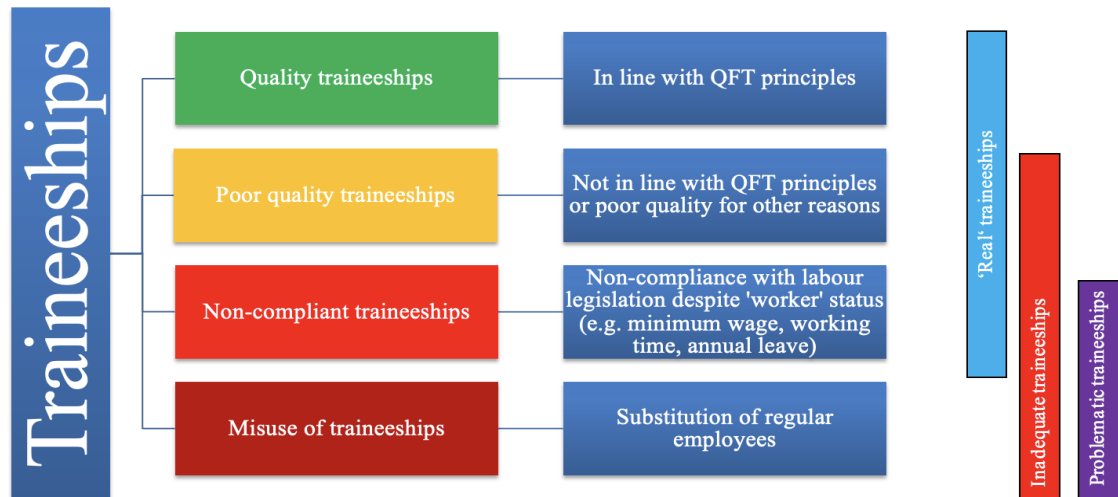 Traineeships
Quality traineeships
In line with QFT principles
Poor quality traineeships
Not in line with QFT principles
or poor quality for other reasons
Non-compliant traineeships
Non-compliance with labour
legislation despite 'worker' status
(e.g. minimum wage, working
time, annual leave)
Misuse of traineeships
Substitution of regular
employees
‘Real‘ traineeships
Inadequate traineeships
Problematic traineeships